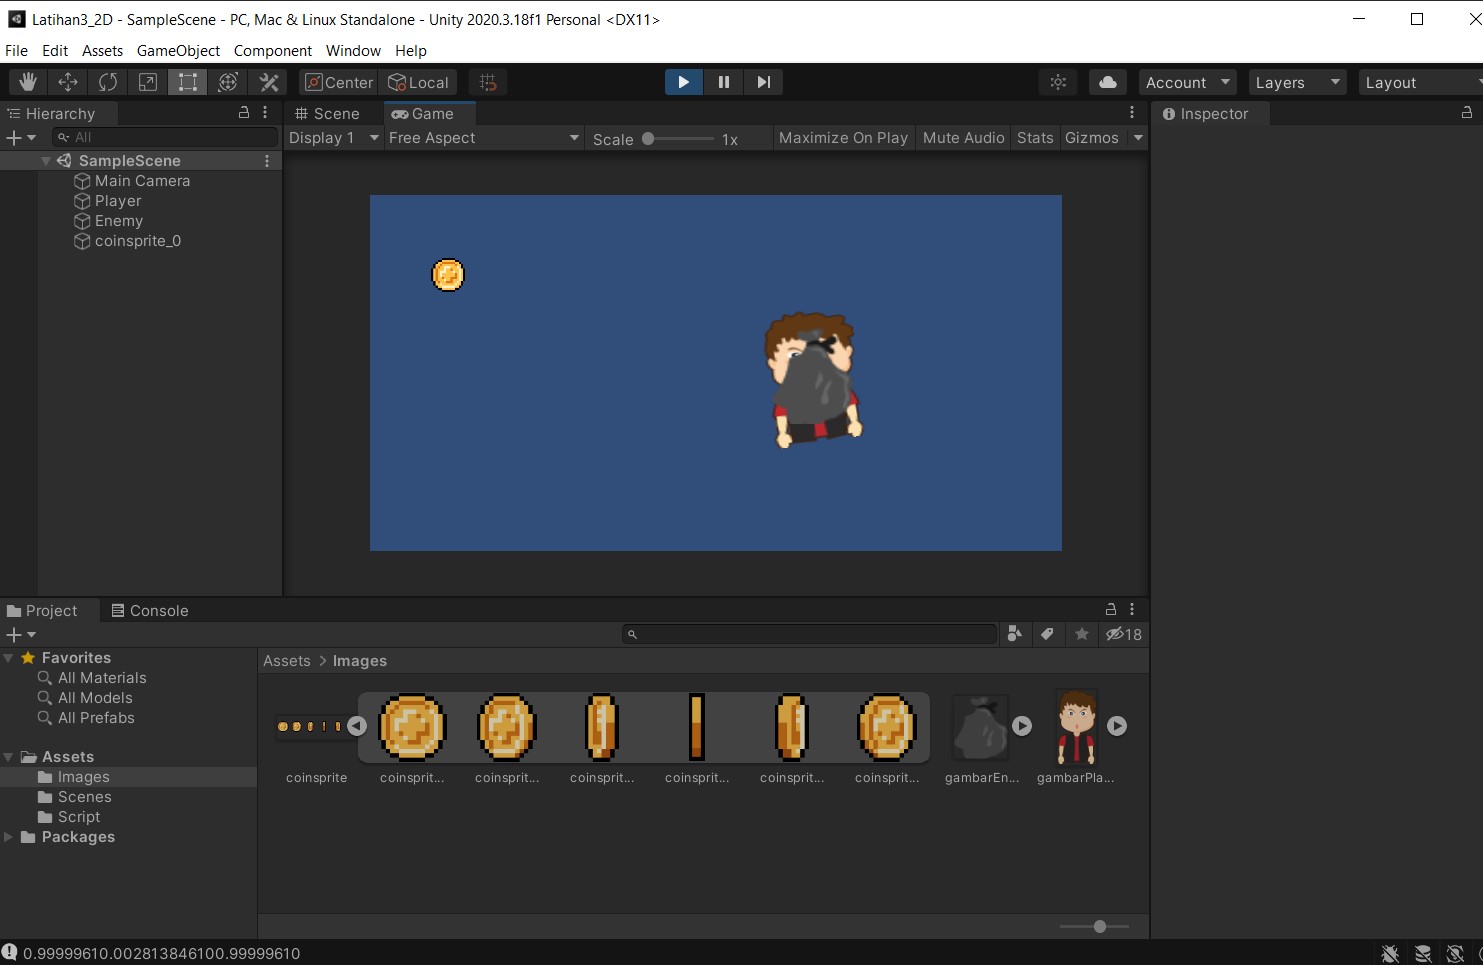 Latihan3_2D - SampleScene - PC, Mac & Linux Standalone - Unity 2020.3.18f1 Personal <DX11>
File Edit Assets GameObject Component Window Help
Center Local Account Layers Layout
Hierarchy
All
SampleScene
Main Camera
Player
Enemy
coinsprite_0
Scene Game
Display 1 Free Aspect Scale 1x Maximize On Play Mute Audio Stats Gizmos
Inspector
Project Console
18
Favorites
All Materials
All Models
All Prefabs
Assets
Images
Scenes
Script
Packages
Assets > Images
coinsprite coinsprit... coinsprit... coinsprit... coinsprit... coinsprit... coinsprit... gambarEn... gambarPla...
0.99999610.002813846100.99999610